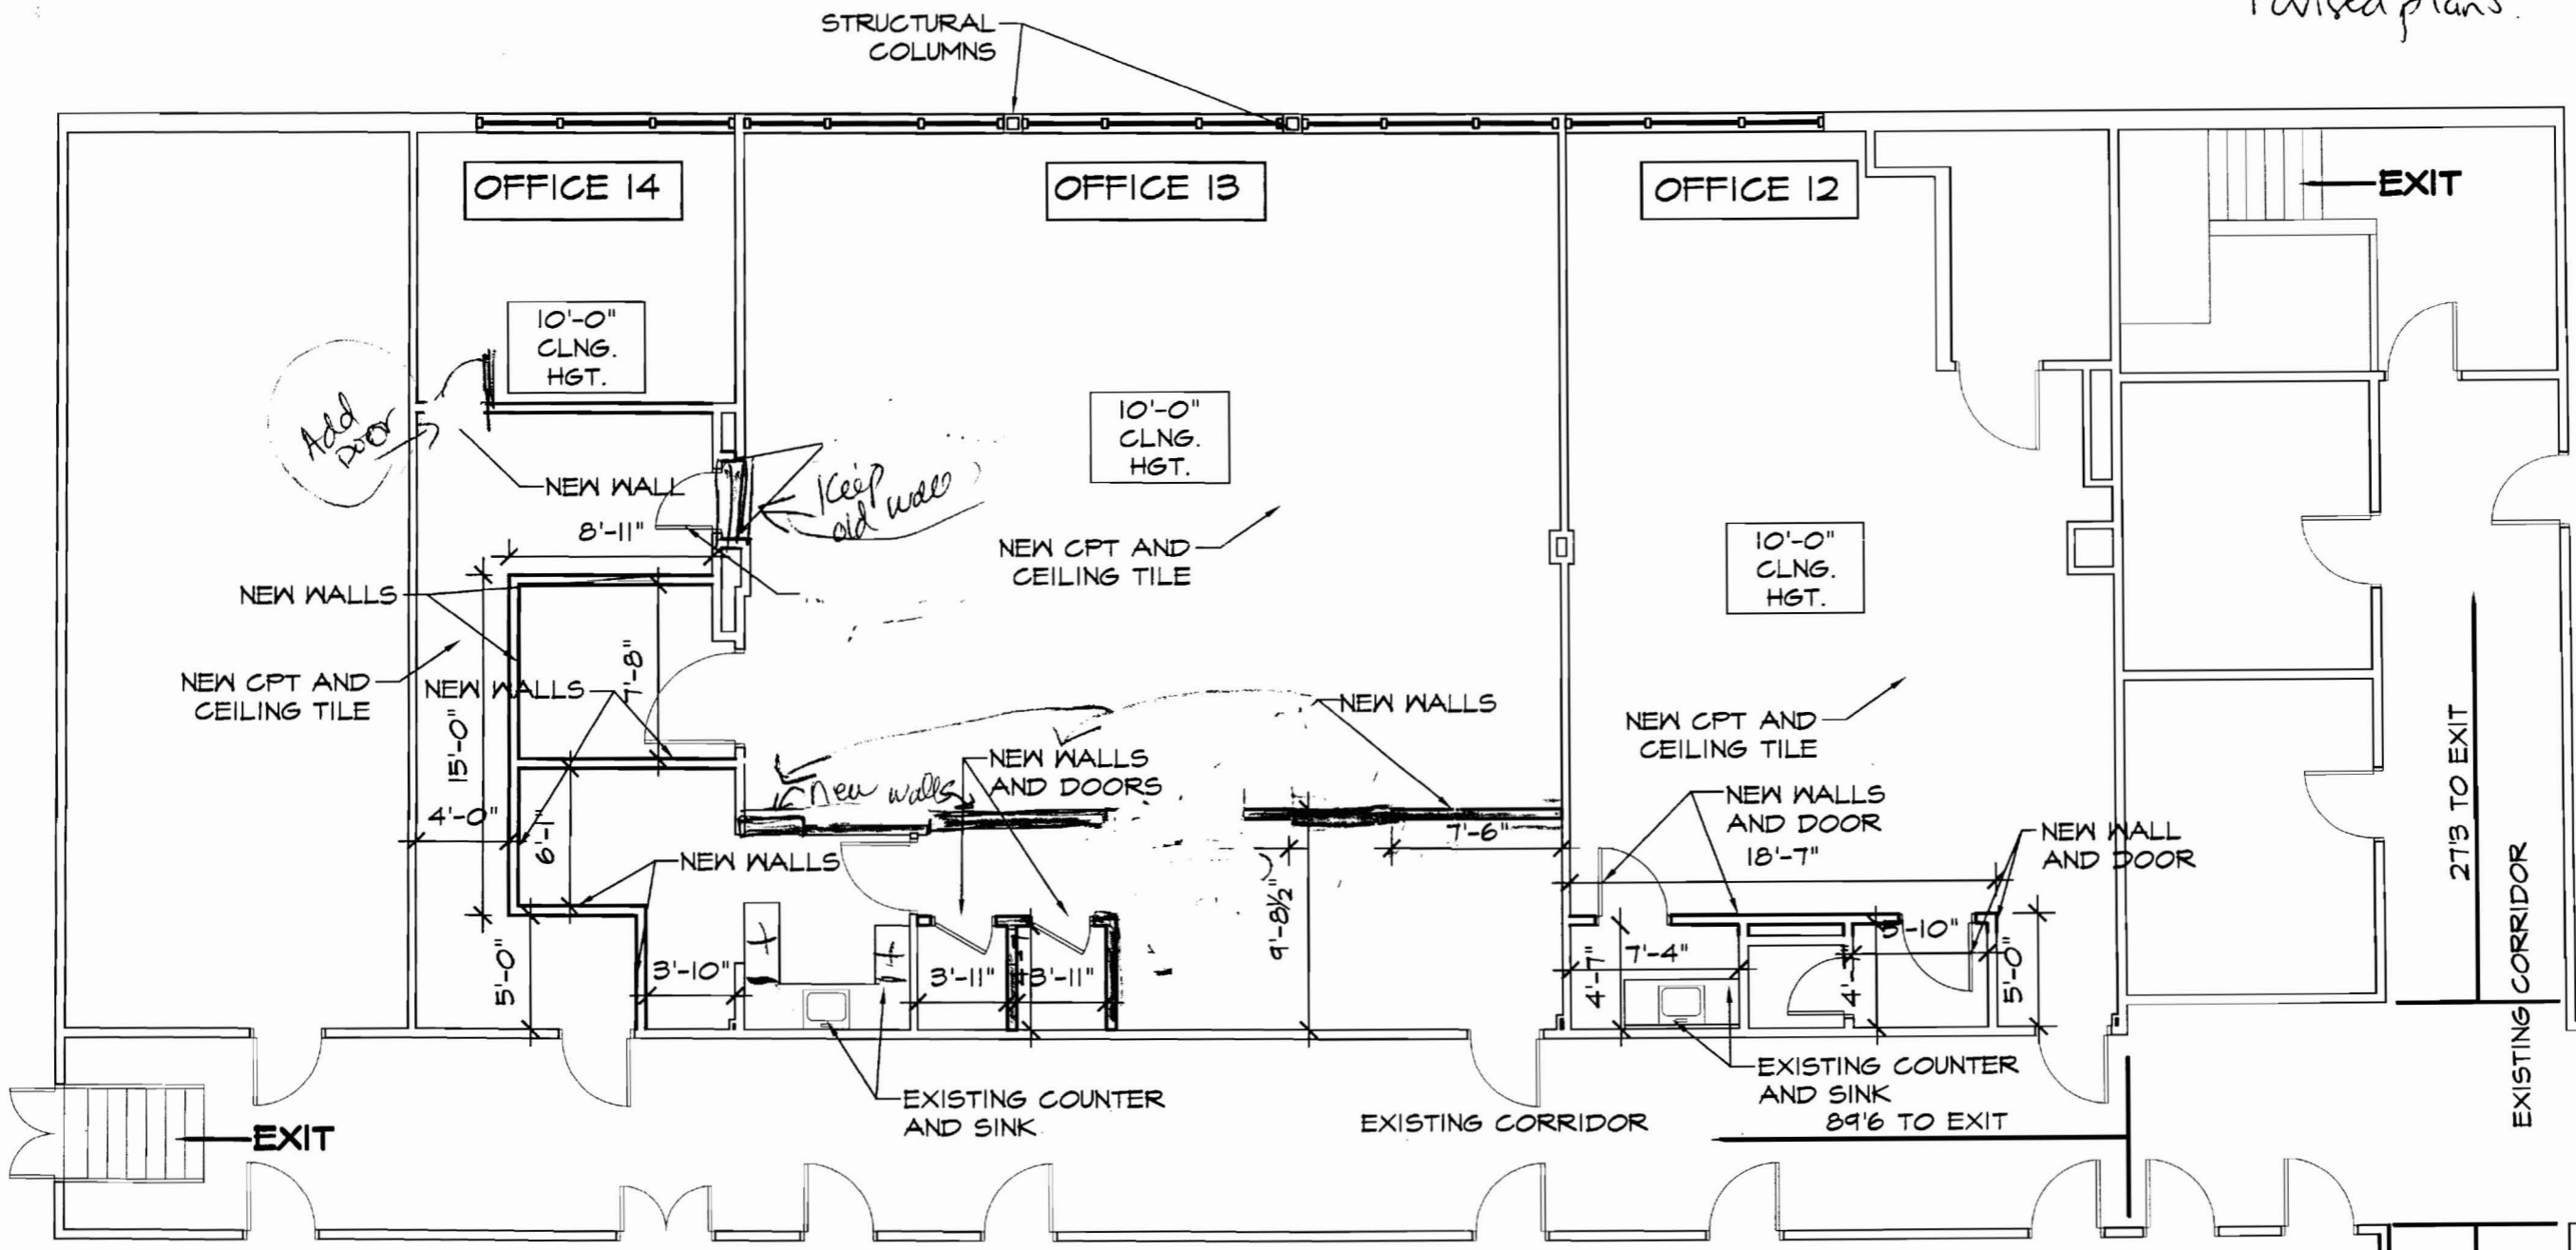 revised plans.
STRUCTURAL
COLUMNS
OFFICE 14
OFFICE 13
OFFICE 12
EXIT
10'-0"
CLNG.
HGT.
10'-0"
CLNG.
HGT.
10'-0"
CLNG.
HGT.
Add
Door
NEW WALL
Keep
old wall
8'-11"
NEW CPT AND
CEILING TILE
NEW WALLS
7'-8"
NEW CPT AND
CEILING TILE
NEW WALLS
15'-0"
NEW WALLS
NEW CPT AND
CEILING TILE
new walls
NEW WALLS
AND DOORS
4'-0"
6'-1"
7'-6"
NEW WALLS
AND DOOR
18'-7"
NEW WALL
AND DOOR
27'3 TO EXIT
NEW WALLS
9'-8½"
5'-0"
3'-10"
3'-11"
3'-11"
4'-7"
7'-4"
5'-10"
5'-0"
EXISTING CORRIDOR
EXISTING COUNTER
AND SINK
EXISTING CORRIDOR
EXISTING COUNTER
AND SINK
89'6 TO EXIT
EXIT